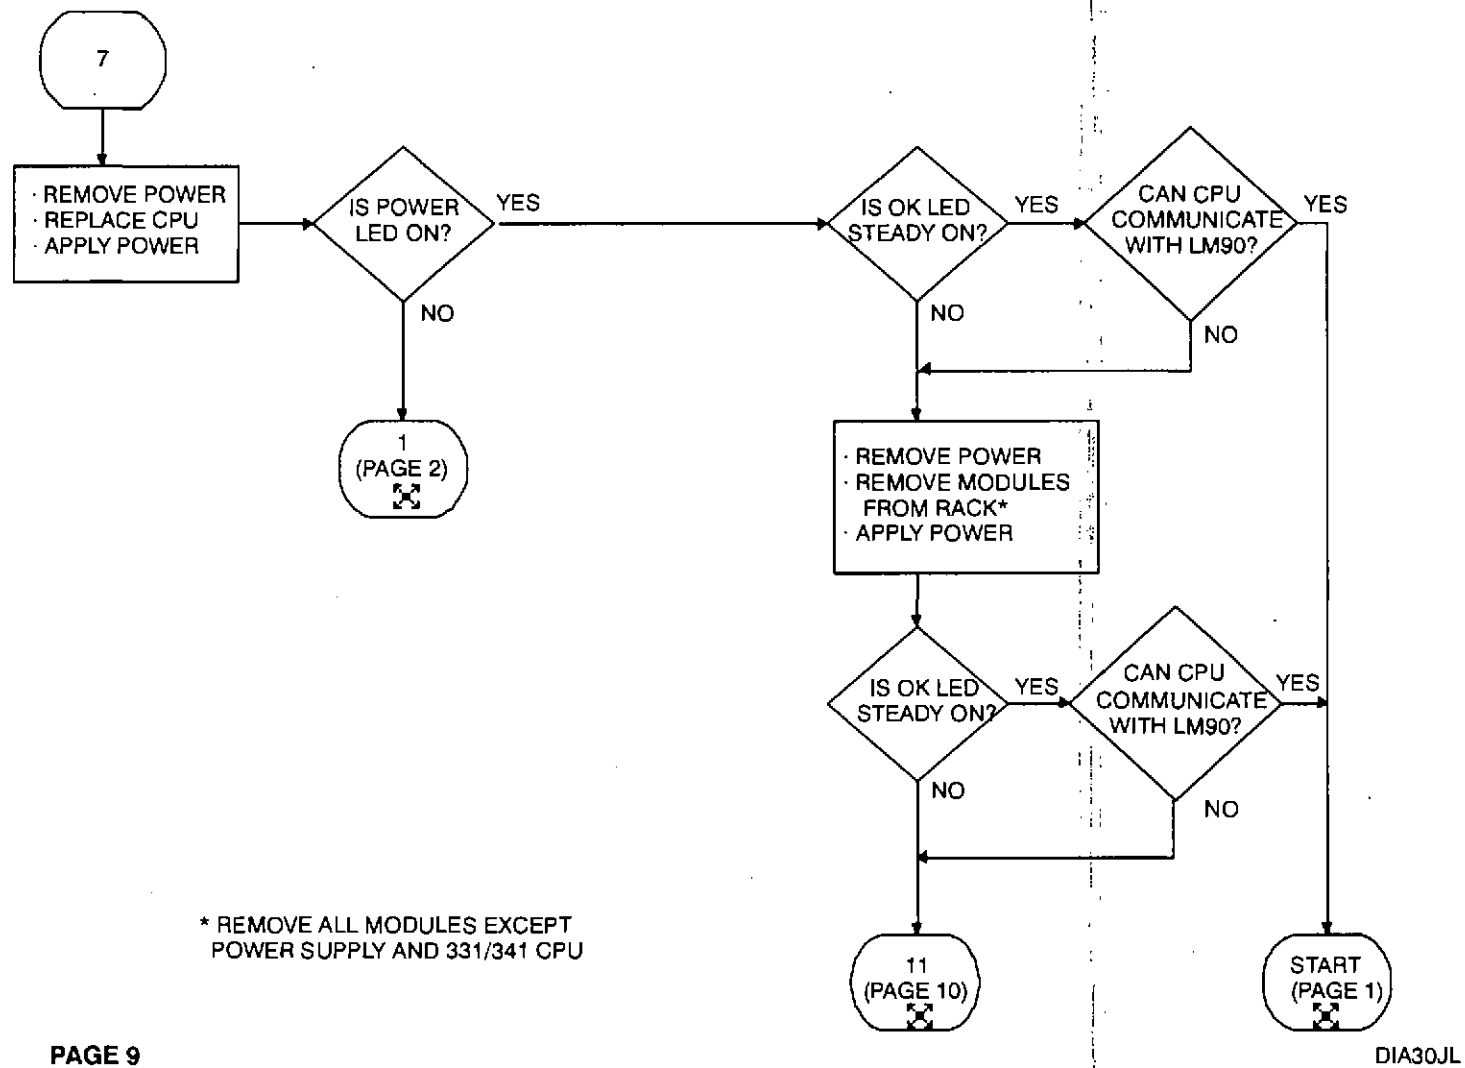 7
· REMOVE POWER
· REPLACE CPU
· APPLY POWER
IS POWER
LED ON?
YES
NO
1
(PAGE 2)
IS OK LED
STEADY ON?
YES
NO
CAN CPU
COMMUNICATE
WITH LM90?
YES
NO
· REMOVE POWER
· REMOVE MODULES
FROM RACK*
· APPLY POWER
IS OK LED
STEADY ON?
YES
NO
CAN CPU
COMMUNICATE
WITH LM90?
YES
NO
* REMOVE ALL MODULES EXCEPT
POWER SUPPLY AND 331/341 CPU
11
(PAGE 10)
START
(PAGE 1)
PAGE 9
DIA30JL